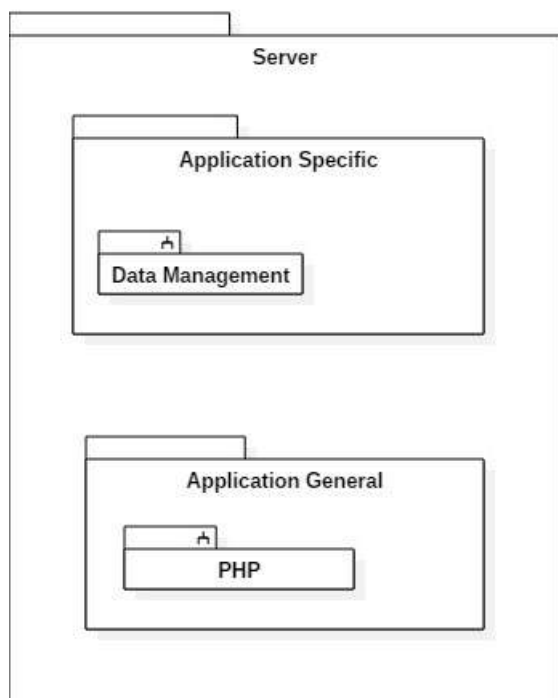 Server
Application Specific
Data Management
Application General
PHP